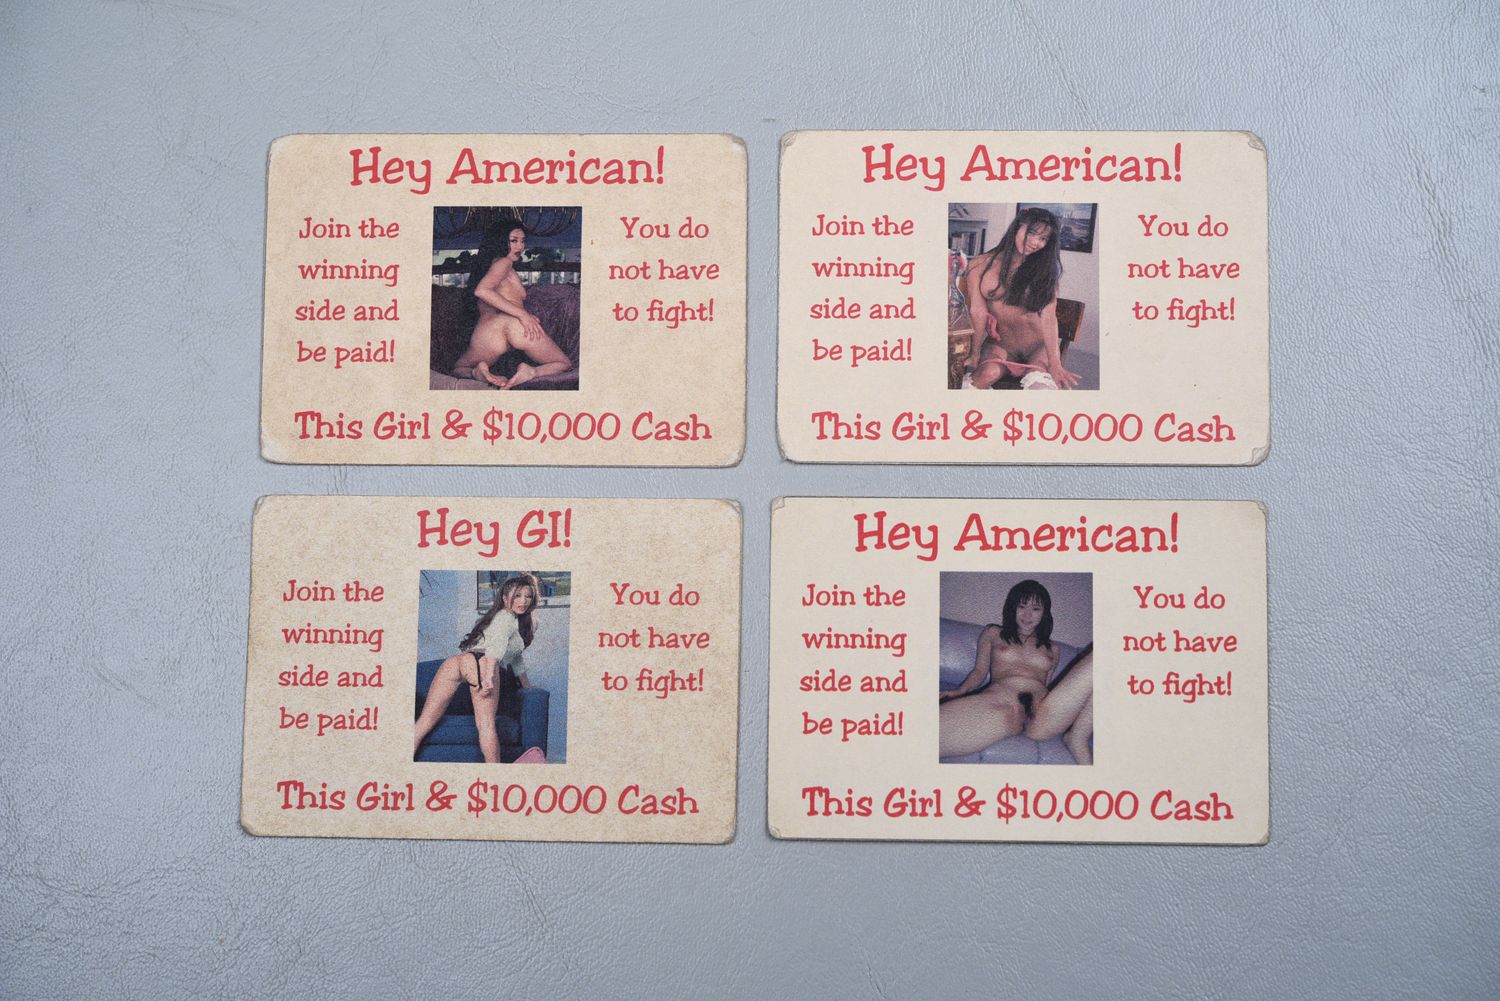 Hey American!
Join the
winning
side and
be paid!
You do
not have
to fight!
This Girl & $10,000 Cash
Hey American!
Join the
winning
side and
be paid!
You do
not have
to fight!
This Girl & $10,000 Cash
Hey GI!
Join the
winning
side and
be paid!
You do
not have
to fight!
This Girl & $10,000 Cash
Hey American!
Join the
winning
side and
be paid!
You do
not have
to fight!
This Girl & $10,000 Cash